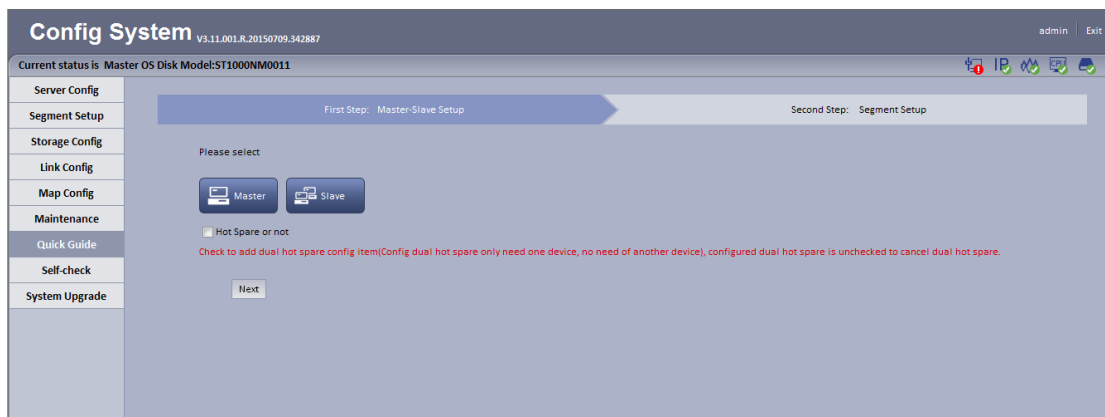 Config System V3.11.001.R.20150709.342887
admin | Exit
Current status is Master OS Disk Model:ST1000NM0011
IP
CPU
Server Config
Segment Setup
Storage Config
Link Config
Map Config
Maintenance
Quick Guide
Self-check
System Upgrade
First Step: Master-Slave Setup
Second Step: Segment Setup
Please select
Master
Slave
Hot Spare or not
Check to add dual hot spare config item(Config dual hot spare only need one device, no need of another device), configured dual hot spare is unchecked to cancel dual hot spare.
Next